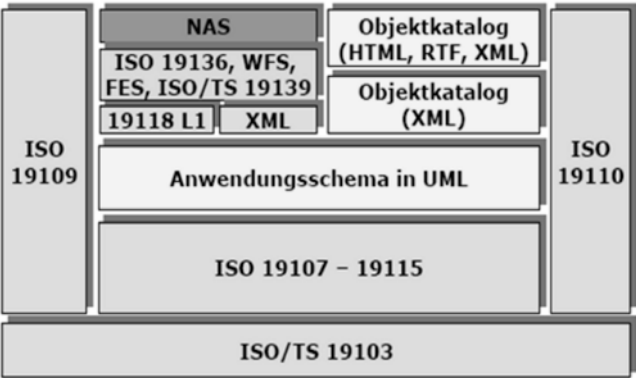 NAS
ISO 19136, WFS,
FES, ISO/TS 19139
19118 L1
XML
Objektkatalog
(HTML, RTF, XML)
Objektkatalog
(XML)
ISO
19109
Anwendungsschema in UML
ISO
19110
ISO 19107 – 19115
ISO/TS 19103